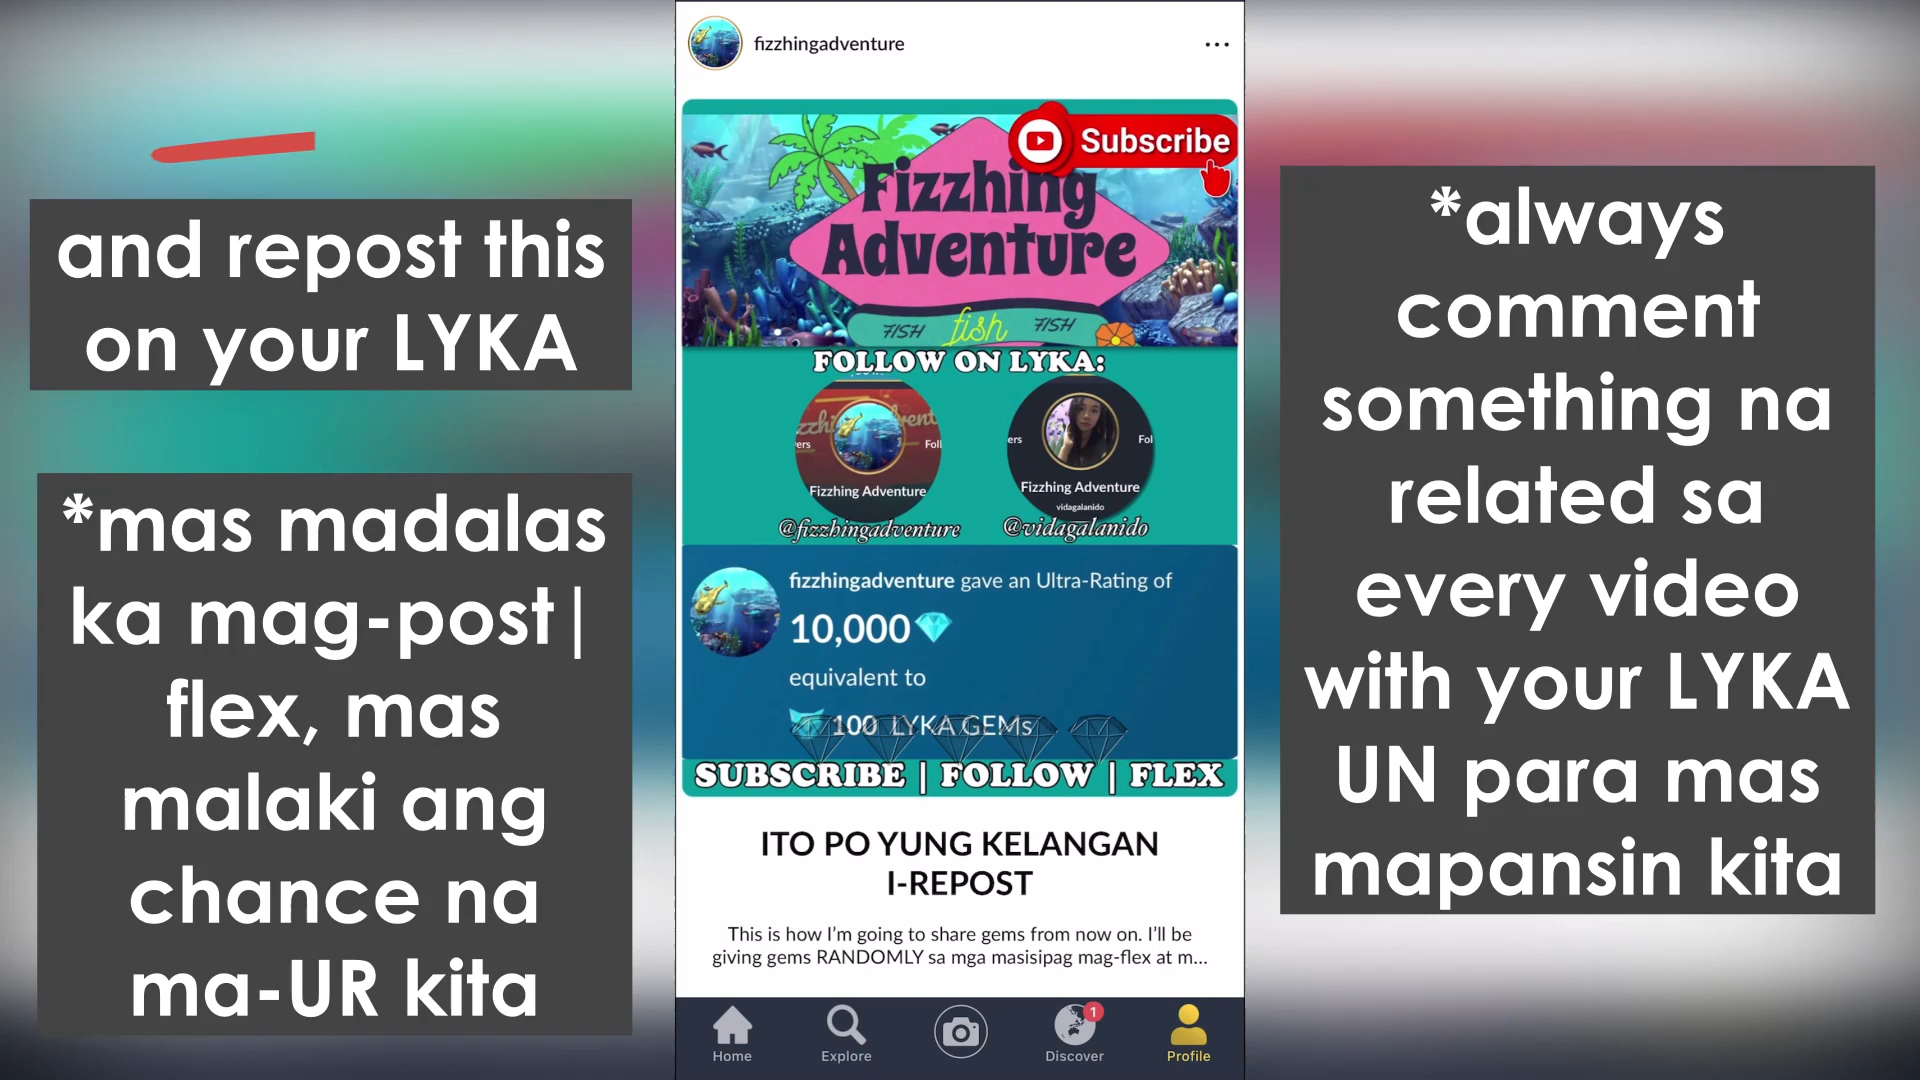 and repost this
on your LYKA
*mas madalas
ka mag-post|
flex, mas
malaki ang
chance na
ma-UR kita
fizzhingadventure
Subscribe
Fizzhing
Adventure
FISH fish FISH
FOLLOW ON LYKA:
ers Foll
Fizzhing Adventure
@fizzhingadventure
ers Fol
Fizzhing Adventure
vidagalanido
@vidagalanido
fizzhingadventure gave an Ultra-Rating of
10,000
equivalent to
100 LYKA GEMs
SUBSCRIBE | FOLLOW | FLEX
ITO PO YUNG KELANGAN
I-REPOST
This is how I'm going to share gems from now on. I'll be
giving gems RANDOMLY sa mga masisipag mag-flex at m...
Home
Explore
1
Discover
Profile
*always
comment
something na
related sa
every video
with your LYKA
UN para mas
mapansin kita